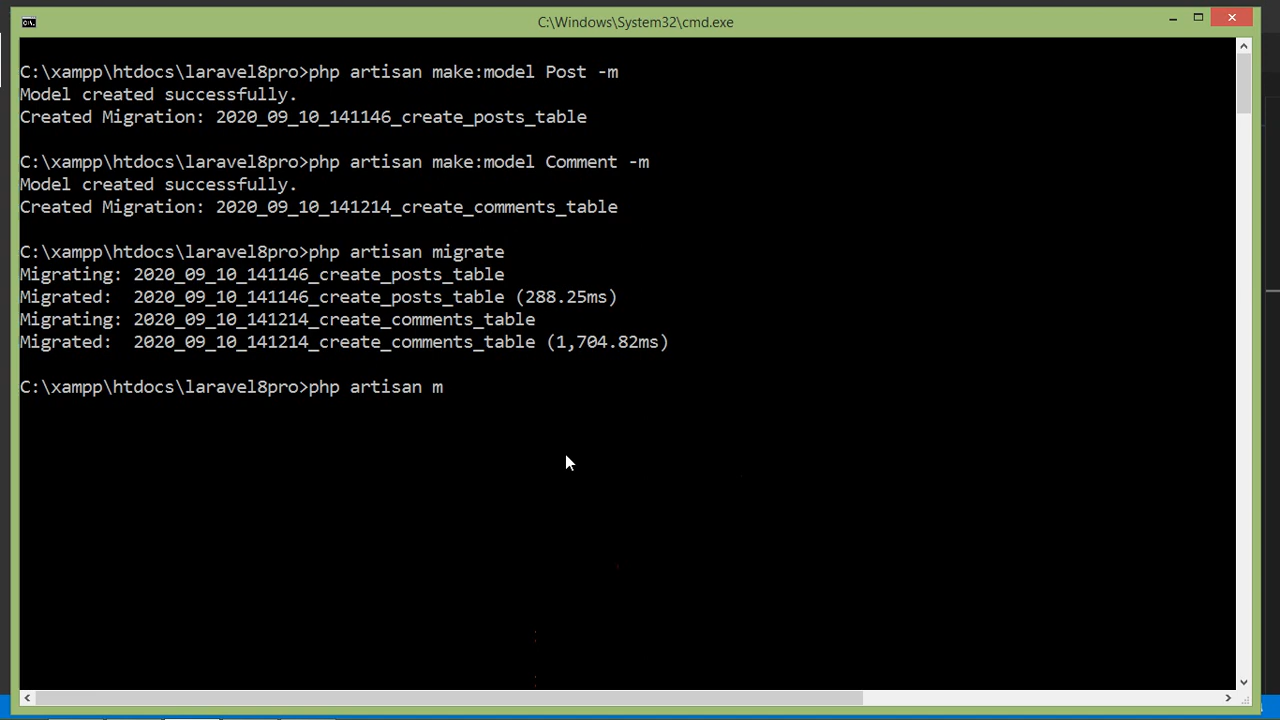 C:\Windows\System32\cmd.exe
C:\xampp\htdocs\laravel8pro>php artisan make:model Post -m
Model created successfully.
Created Migration: 2020_09_10_141146_create_posts_table
C:\xampp\htdocs\laravel8pro>php artisan make:model Comment -m
Model created successfully.
Created Migration: 2020_09_10_141214_create_comments_table
C:\xampp\htdocs\laravel8pro>php artisan migrate
Migrating: 2020_09_10_141146_create_posts_table
Migrated:  2020_09_10_141146_create_posts_table (288.25ms)
Migrating: 2020_09_10_141214_create_comments_table
Migrated:  2020_09_10_141214_create_comments_table (1,704.82ms)
C:\xampp\htdocs\laravel8pro>php artisan m